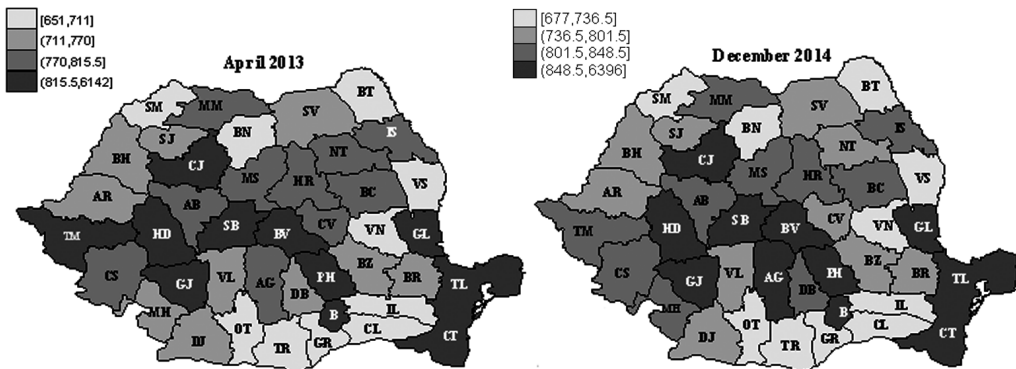 [651,711]
(711,770]
(770,815.5]
(815.5,6142]
April 2013
SM
MM
BT
SV
SJ
BN
IS
BH
CJ
NT
MS
HR
BC
VS
AR
AB
TM
HD
SB
BV
CV
VN
GL
CS
GJ
VL
AG
PH
BZ
BR
TL
DB
MH
B
IL
DJ
OT
TR
GR
CL
CT
[677,736.5]
(736.5,801.5]
(801.5,848.5]
(848.5,6396]
December 2014
SM
MM
BT
SV
SJ
BN
IS
BH
CJ
NT
MS
HR
BC
VS
AR
AB
TM
HD
SB
BV
CV
VN
GL
CS
GJ
VL
AG
PH
BZ
BR
TL
DB
MH
B
IL
DJ
OT
TR
GR
CL
CT